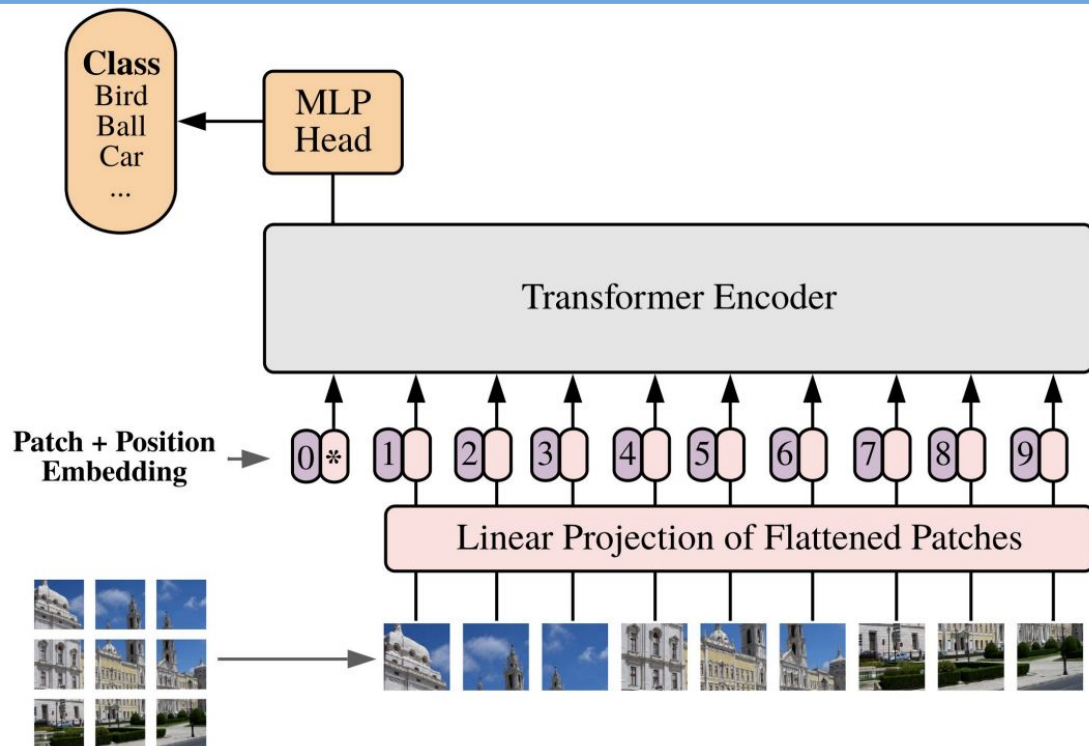 Class
Bird
Ball
Car
...
MLP
Head
Transformer Encoder
Patch + Position
Embedding
0 * 1 2 3 4 5 6 7 8 9
Linear Projection of Flattened Patches